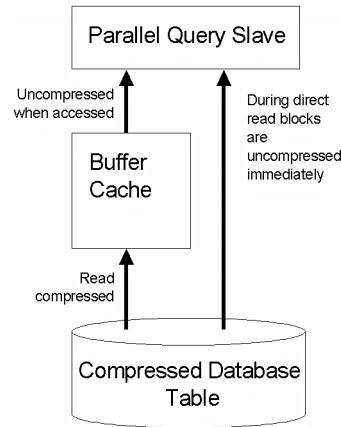 Parallel Query Slave
Uncompressed
when accessed
During direct
read blocks
are
uncompressed
immediately
Buffer
Cache
Read
compressed
Compressed Database
Table